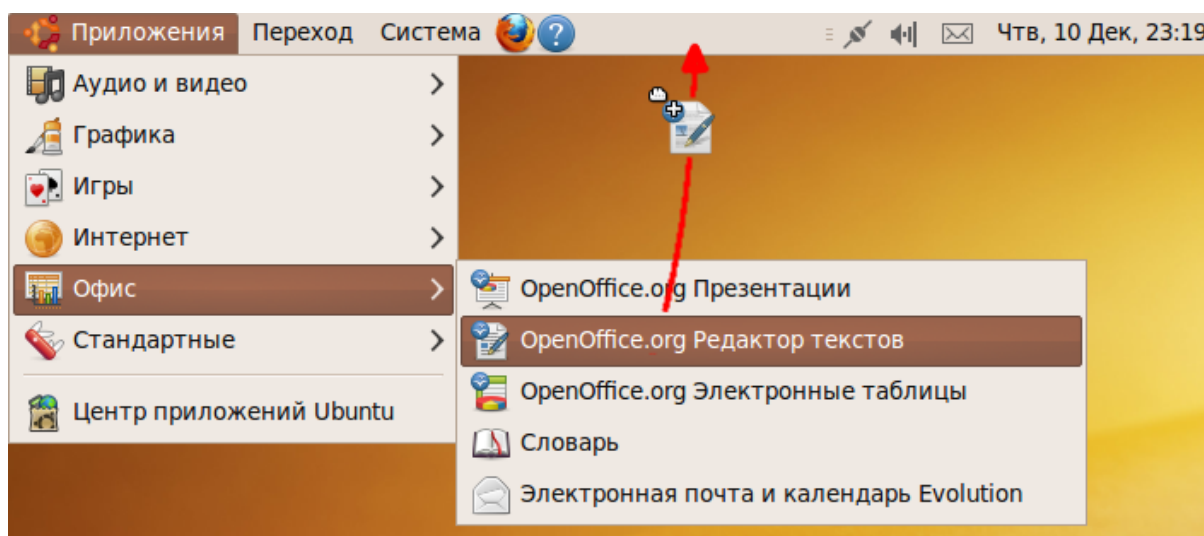 Приложения Переход Система ? Чтв, 10 Дек, 23:19
Аудио и видео
Графика
Игры
Интернет
Офис
OpenOffice.org Презентации
Стандартные
OpenOffice.org Редактор текстов
OpenOffice.org Электронные таблицы
Центр приложений Ubuntu
Словарь
Электронная почта и календарь Evolution